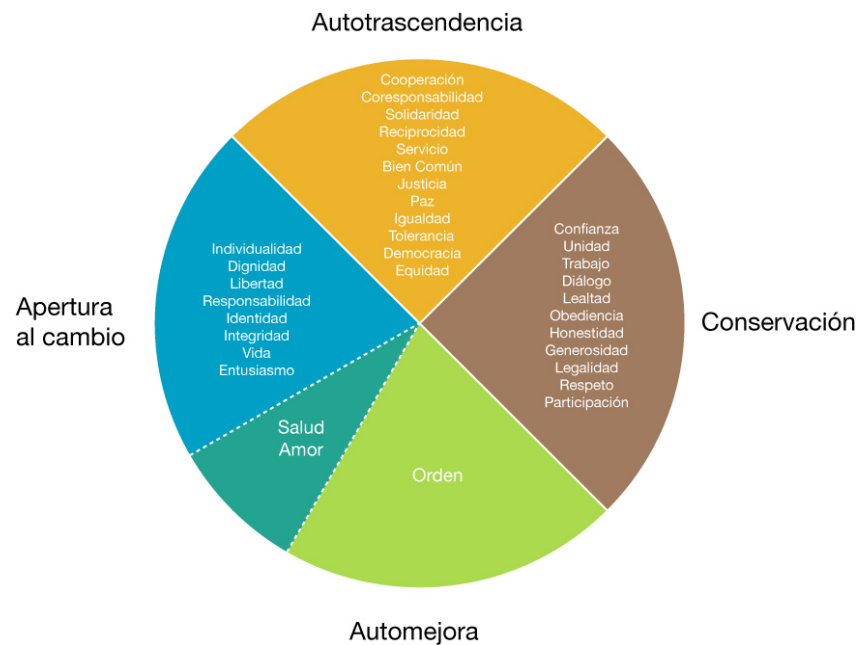 Autotrascendencia
Cooperación
Coresponsabilidad
Solidaridad
Reciprocidad
Servicio
Bien Común
Justicia
Paz
Igualdad
Tolerancia
Democracia
Equidad
Individualidad
Dignidad
Libertad
Responsabilidad
Identidad
Integridad
Vida
Entusiasmo
Confianza
Unidad
Trabajo
Diálogo
Lealtad
Obediencia
Honestidad
Generosidad
Legalidad
Respeto
Participación
Apertura
al cambio
Conservación
Salud
Amor
Orden
Automejora